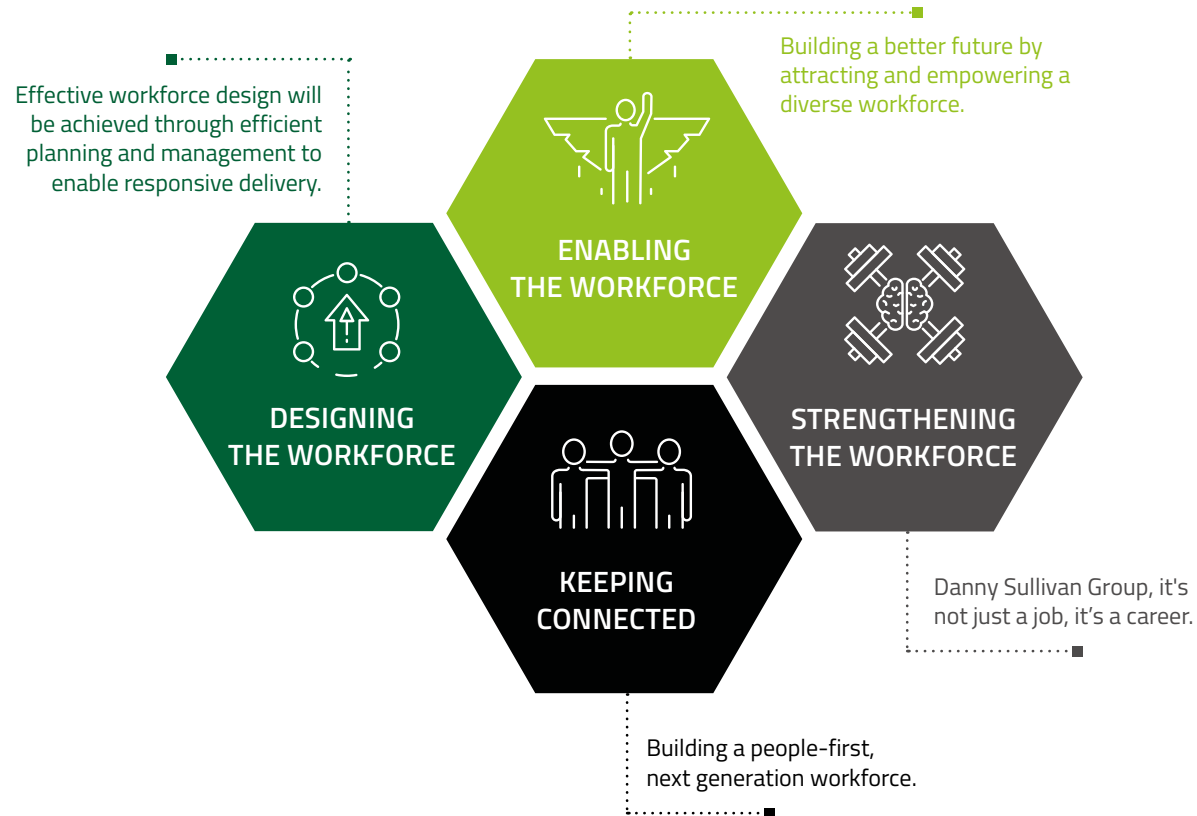 Building a better future by
attracting and empowering a
diverse workforce.
Effective workforce design will
be achieved through efficient
planning and management to
enable responsive delivery.
ENABLING
THE WORKFORCE
DESIGNING
THE WORKFORCE
STRENGTHENING
THE WORKFORCE
KEEPING
CONNECTED
Danny Sullivan Group, it's
not just a job, it’s a career.
Building a people-first,
next generation workforce.